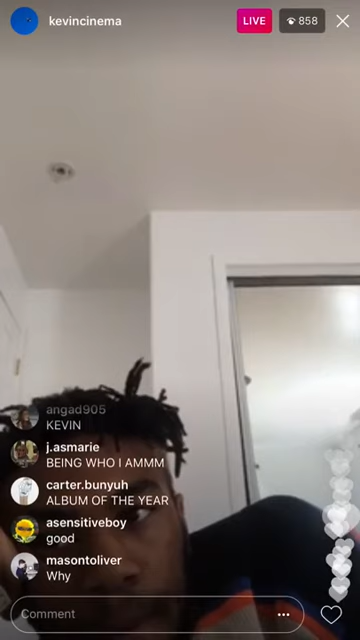 kevincinema
LIVE
858
angad905
KEVIN
j.asmarie
BEING WHO I AMMM
carter.bunyuh
ALBUM OF THE YEAR
asensitiveboy
good
masontoliver
Why
Comment